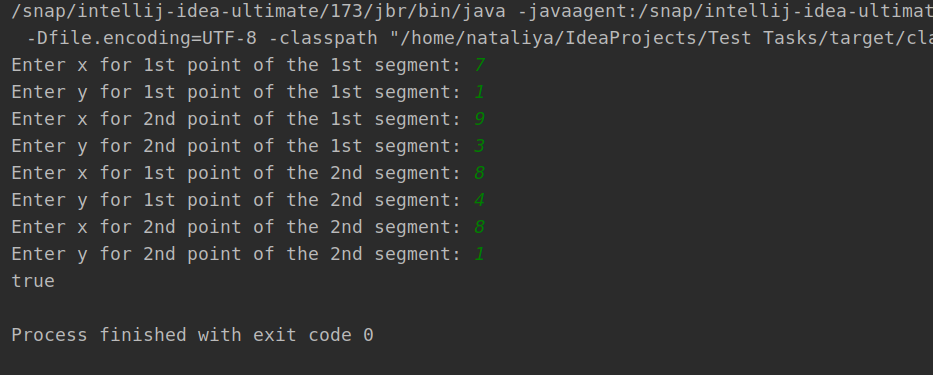 /snap/intellij-idea-ultimate/173/jbr/bin/java -javaagent:/snap/intellij-idea-ultimat
-Dfile.encoding=UTF-8 -classpath "/home/nataliya/IdeaProjects/Test Tasks/target/cla
Enter x for 1st point of the 1st segment: 7
Enter y for 1st point of the 1st segment: 1
Enter x for 2nd point of the 1st segment: 9
Enter y for 2nd point of the 1st segment: 3
Enter x for 1st point of the 2nd segment: 8
Enter y for 1st point of the 2nd segment: 4
Enter x for 2nd point of the 2nd segment: 8
Enter y for 2nd point of the 2nd segment: 1
true
Process finished with exit code 0